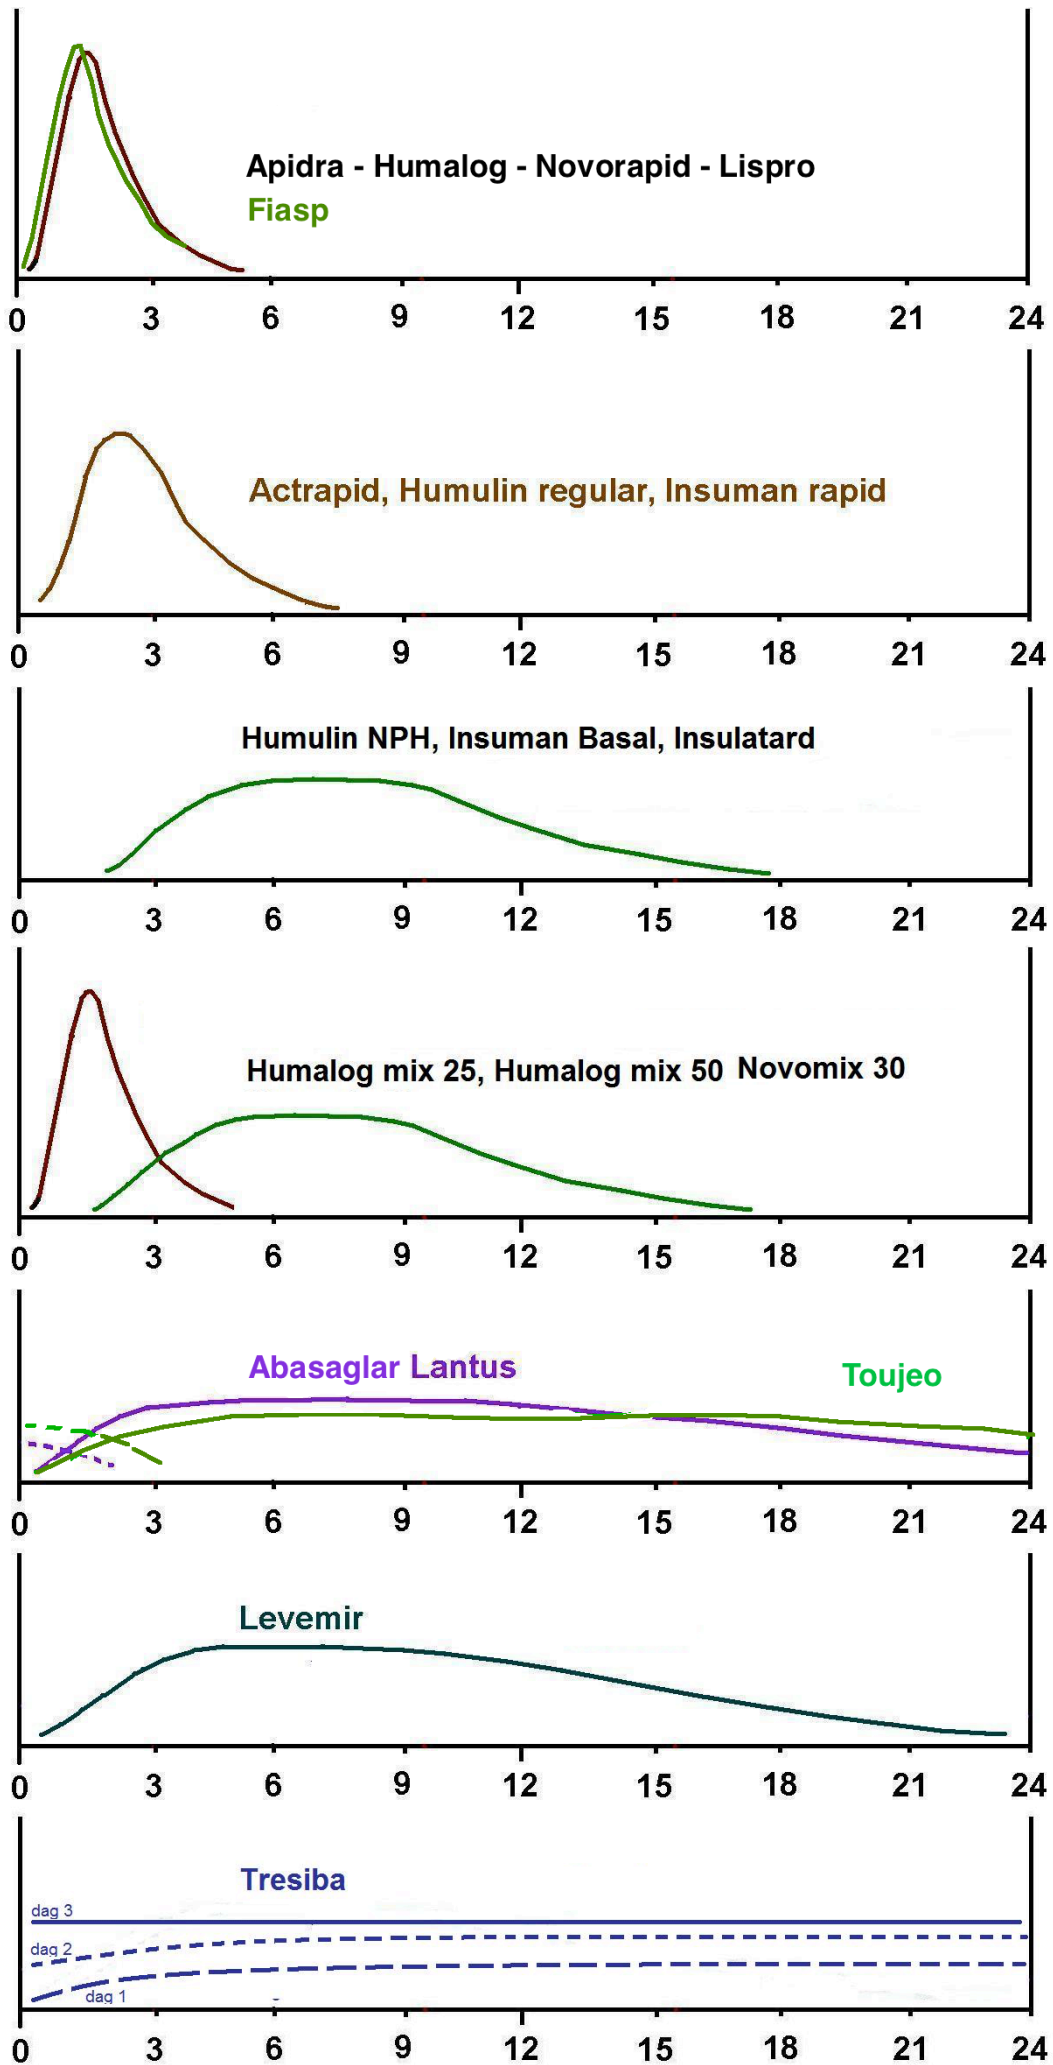 Apidra - Humalog - Novorapid - Lispro
Fiasp
0 3 6 9 12 15 18 21 24
Actrapid, Humulin regular, Insuman rapid
0 3 6 9 12 15 18 21 24
Humulin NPH, Insuman Basal, Insulatard
0 3 6 9 12 15 18 21 24
Humalog mix 25, Humalog mix 50 Novomix 30
0 3 6 9 12 15 18 21 24
Abasaglar Lantus Toujeo
0 3 6 9 12 15 18 21 24
Levemir
0 3 6 9 12 15 18 21 24
Tresiba
dag 3
dag 2
dag 1
0 3 6 9 12 15 18 21 24